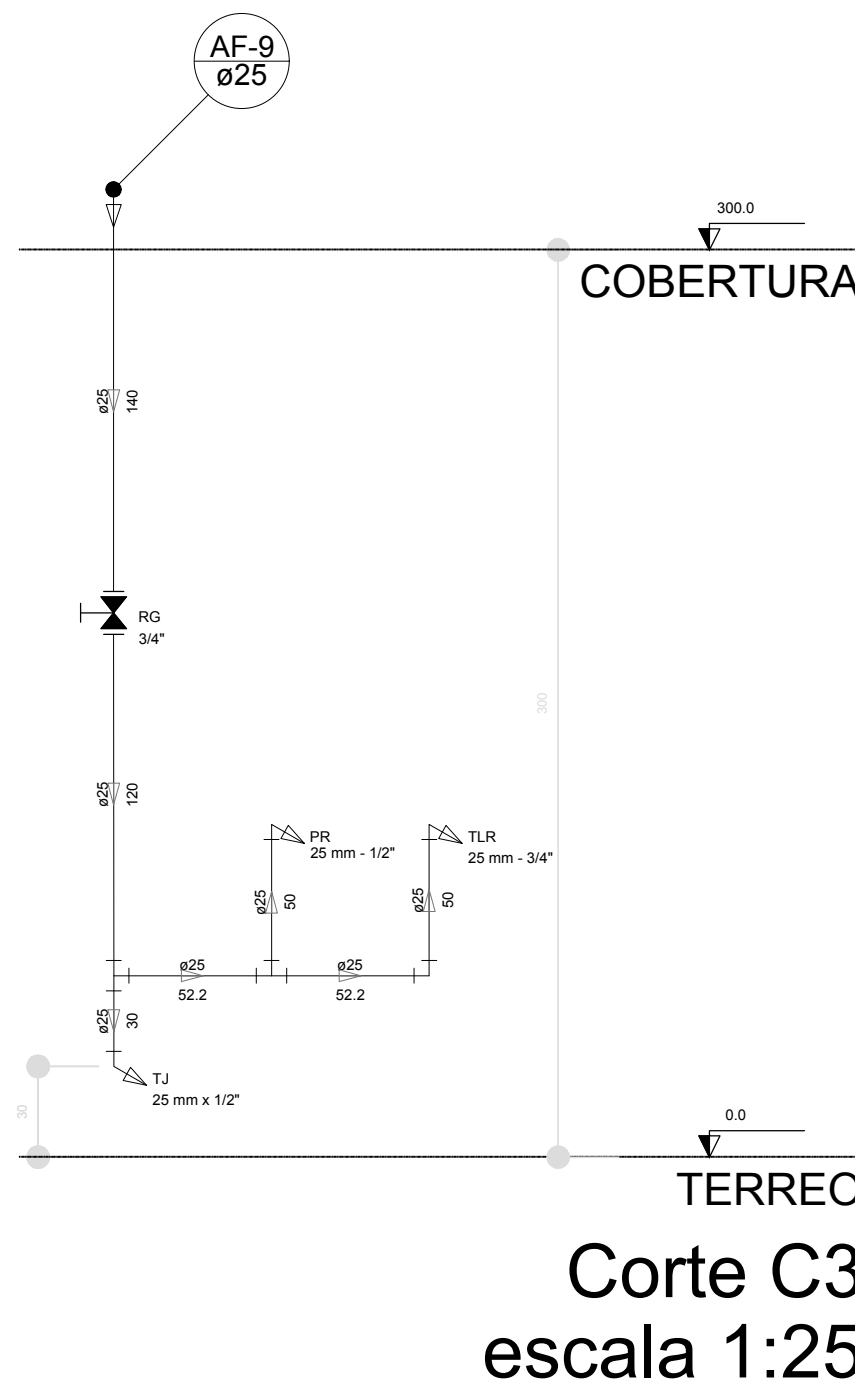 AF-9
ø25
300.0
COBERTURA
ø25
140
RG
3/4"
300
ø25
120
PR
25 mm - 1/2"
TLR
25 mm - 3/4"
ø25
50
ø25
50
ø25
52.2
ø25
52.2
ø25
30
TJ
25 mm x 1/2"
30
0.0
TERREO
Corte C3
escala 1:25